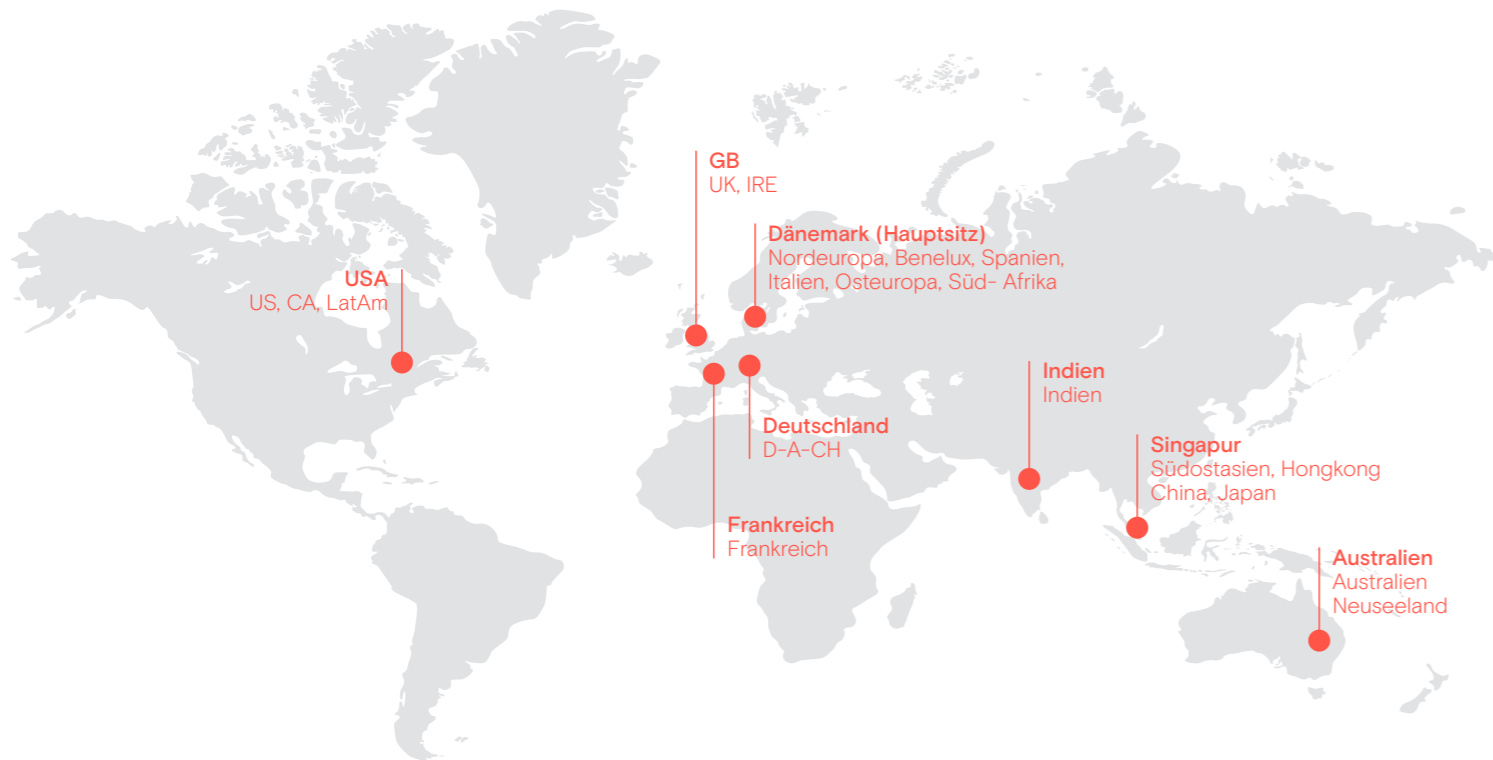 GB
UK, IRE
Dänemark (Hauptsitz)
Nordeuropa, Benelux, Spanien,
Italien, Osteuropa, Süd- Afrika
USA
US, CA, LatAm
Indien
Indien
Deutschland
D-A-CH
Singapur
Südostasien, Hongkong
China, Japan
Frankreich
Frankreich
Australien
Australien
Neuseeland